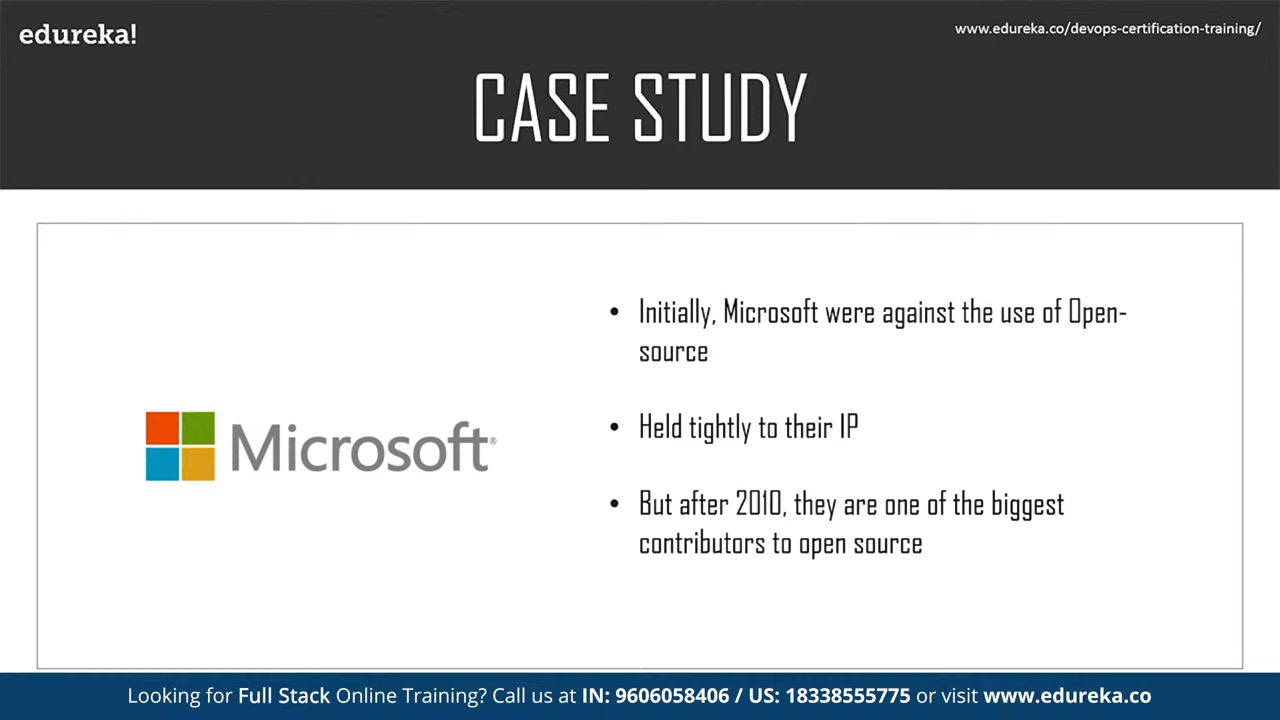 edureka!
www.edureka.co/devops-certification-training/
CASE STUDY
• Initially, Microsoft were against the use of Open-
source
• Held tightly to their IP
• But after 2010, they are one of the biggest
contributors to open source
Microsoft®
Looking for Full Stack Online Training? Call us at IN: 9606058406 / US: 18338555775 or visit www.edureka.co